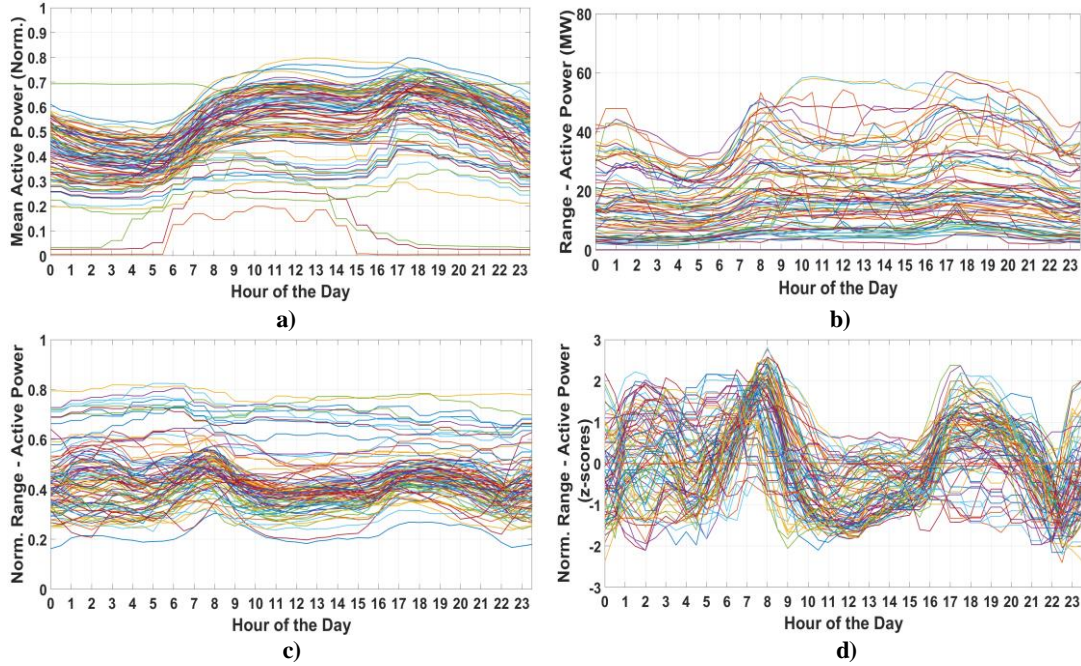 Mean Active Power (Norm.)
1
0.9
0.8
0.7
0.6
0.5
0.4
0.3
0.2
0.1
0
0 1 2 3 4 5 6 7 8 9 10 11 12 13 14 15 16 17 18 19 20 21 22 23
Hour of the Day
a)
Range - Active Power (MW)
80
60
40
20
0
0 1 2 3 4 5 6 7 8 9 10 11 12 13 14 15 16 17 18 19 20 21 22 23
Hour of the Day
b)
Norm. Range - Active Power
1
0.8
0.6
0.4
0.2
0
0 1 2 3 4 5 6 7 8 9 10 11 12 13 14 15 16 17 18 19 20 21 22 23
Hour of the Day
c)
Norm. Range - Active Power
(z-scores)
3
2
1
0
-1
-2
-3
0 1 2 3 4 5 6 7 8 9 10 11 12 13 14 15 16 17 18 19 20 21 22 23
Hour of the Day
d)